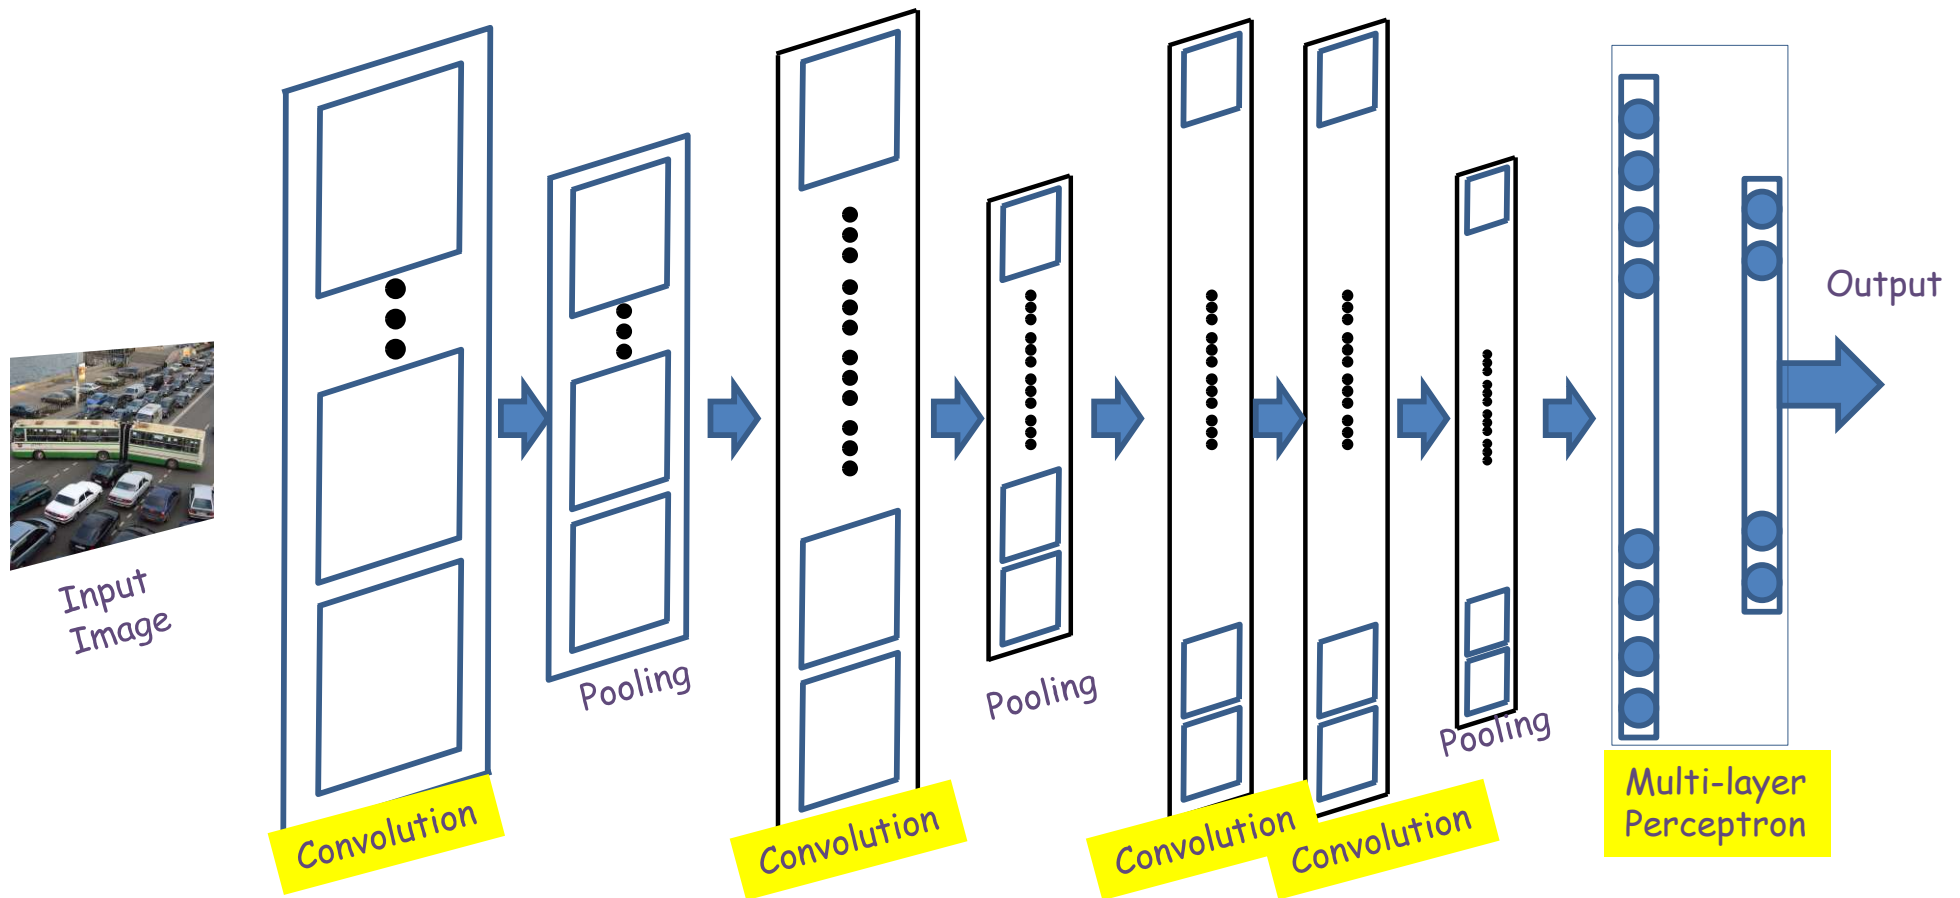 Input
Image
Convolution
Pooling
Convolution
Pooling
Convolution
Convolution
Pooling
Multi-layer
Perceptron
Output